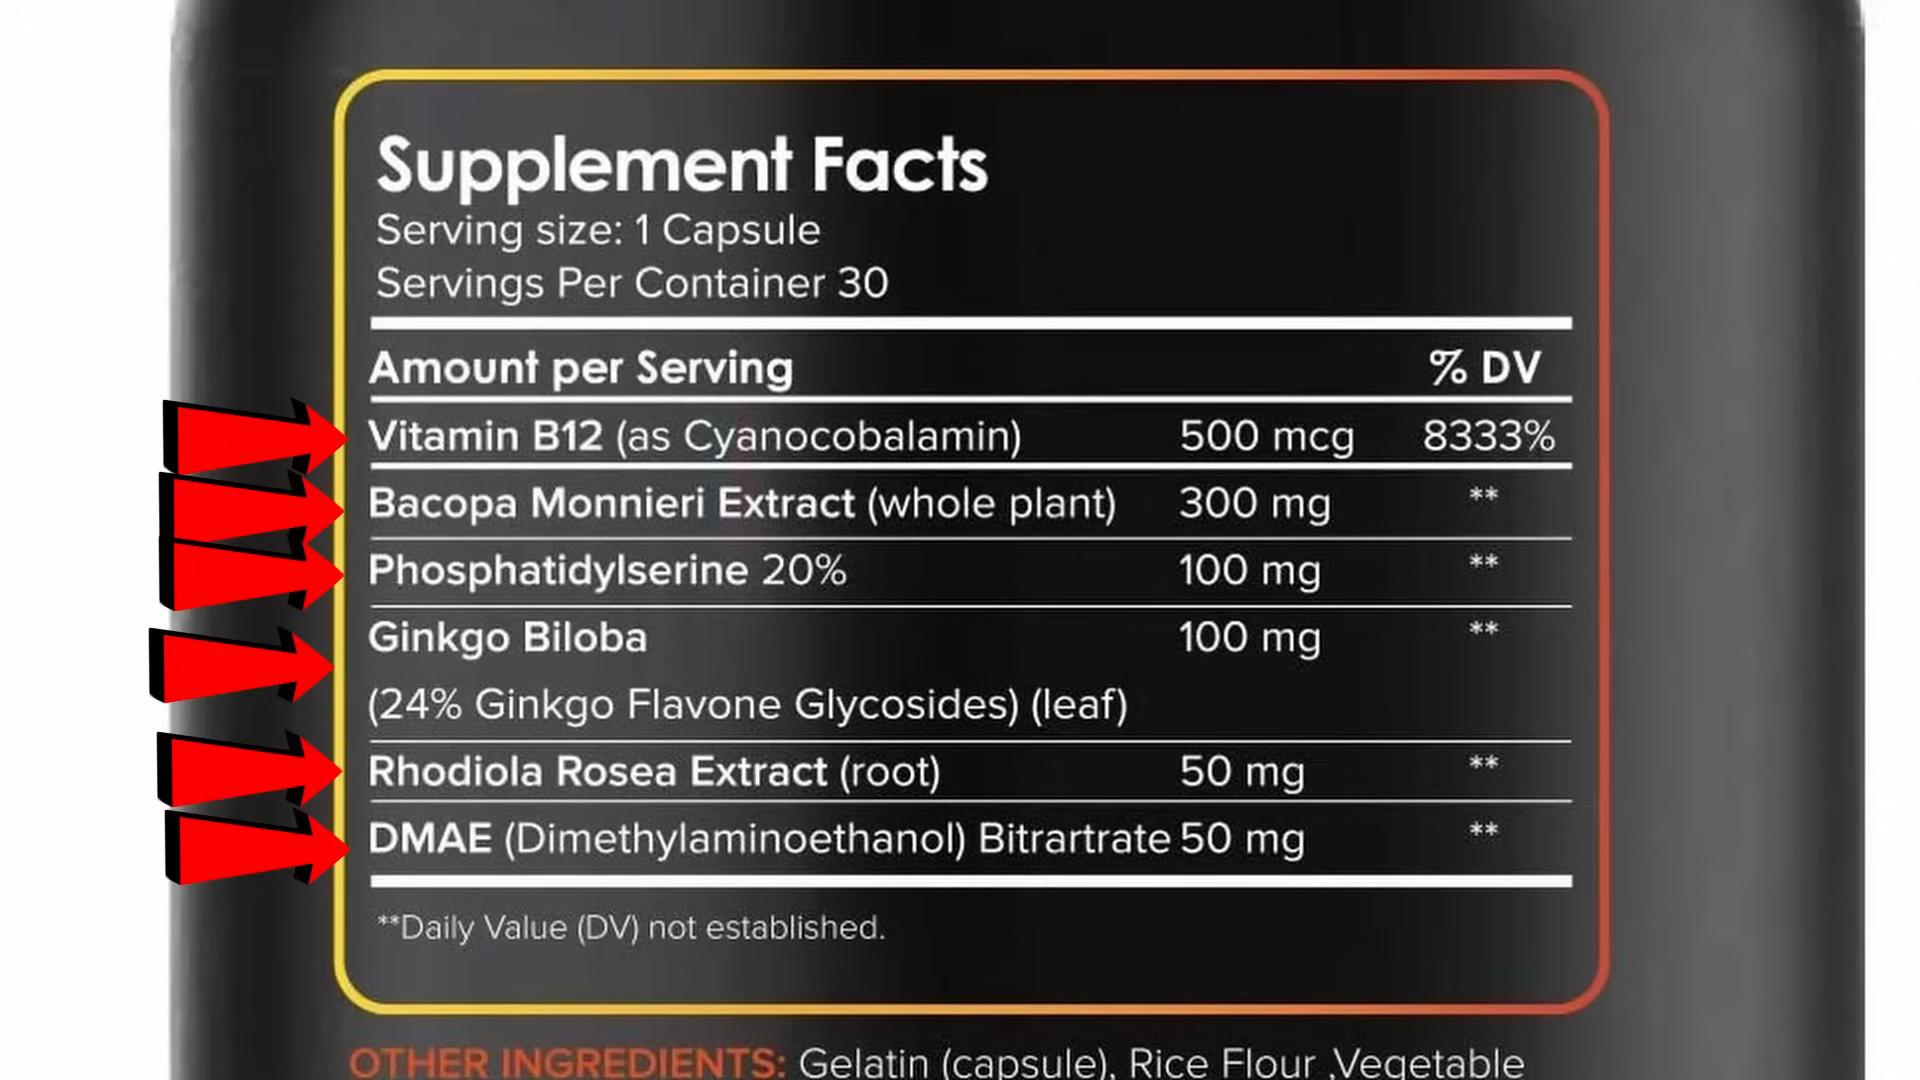 Supplement Facts
Serving size: 1 Capsule
Servings Per Container 30
Amount per Serving % DV
Vitamin B12 (as Cyanocobalamin) 500 mcg 8333%
Bacopa Monnieri Extract (whole plant) 300 mg **
Phosphatidylserine 20% 100 mg **
Ginkgo Biloba 100 mg **
(24% Ginkgo Flavone Glycosides) (leaf)
Rhodiola Rosea Extract (root) 50 mg **
DMAE (Dimethylaminoethanol) Bitrartrate 50 mg **
**Daily Value (DV) not established.
OTHER INGREDIENTS: Gelatin (capsule), Rice Flour ,Vegetable